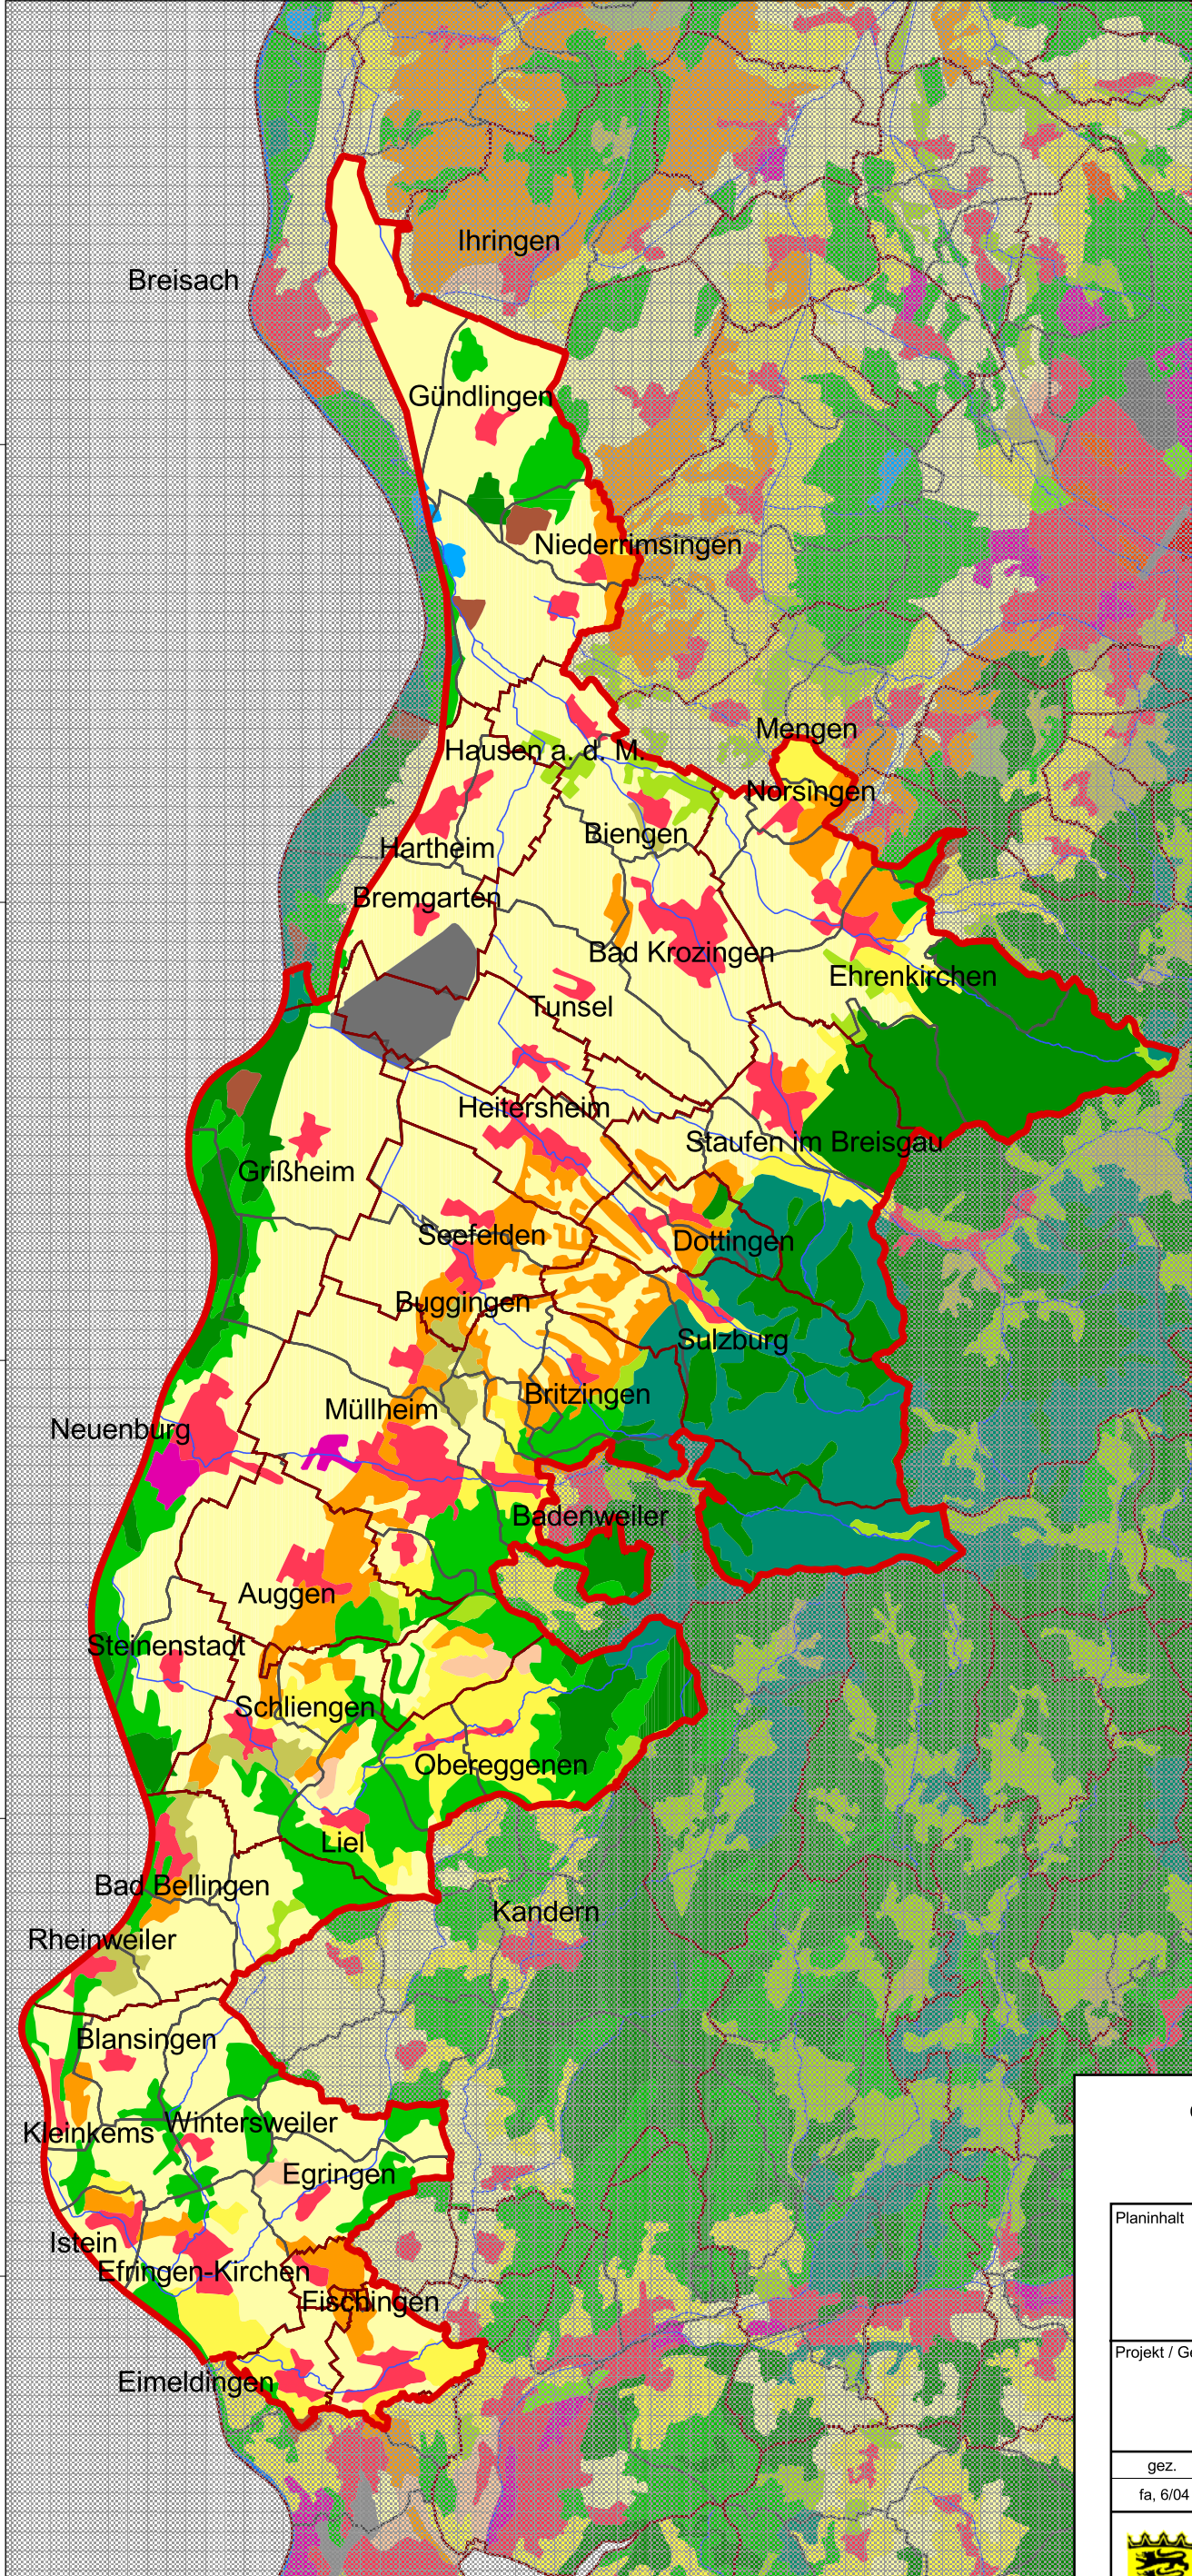 Ihringen
Breisach
Gündlingen
Niederrimsingen
Mengen
Hausen a. d. M.
Norsingen
Biengen
Hartheim
Bremgarten
Bad Krozingen
Ehrenkirchen
Tunsel
Heitersheim
Staufen im Breisgau
Grißheim
Seefelden
Dottingen
Buggingen
Sulzburg
Britzingen
Müllheim
Neuenburg
Badenweiler
Auggen
Steinenstadt
Schliengen
Obereggenen
Liel
Bad Bellingen
Kandern
Rheinweiler
Blansingen
Wintersweiler
Kleinkems
Egringen
Planinhalt
Istein
Efringen-Kirchen
Fischingen
Projekt / Ge
Eimeldingen
gez.
fa, 6/04